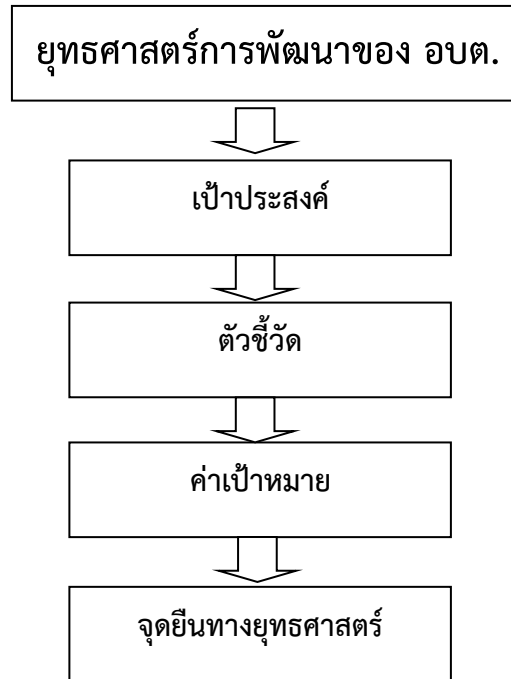 ยุทธศาสตร์การพัฒนาของ อบต.
เป้าประสงค์
ตัวชี้วัด
ค่าเป้าหมาย
จุดยืนทางยุทธศาสตร์